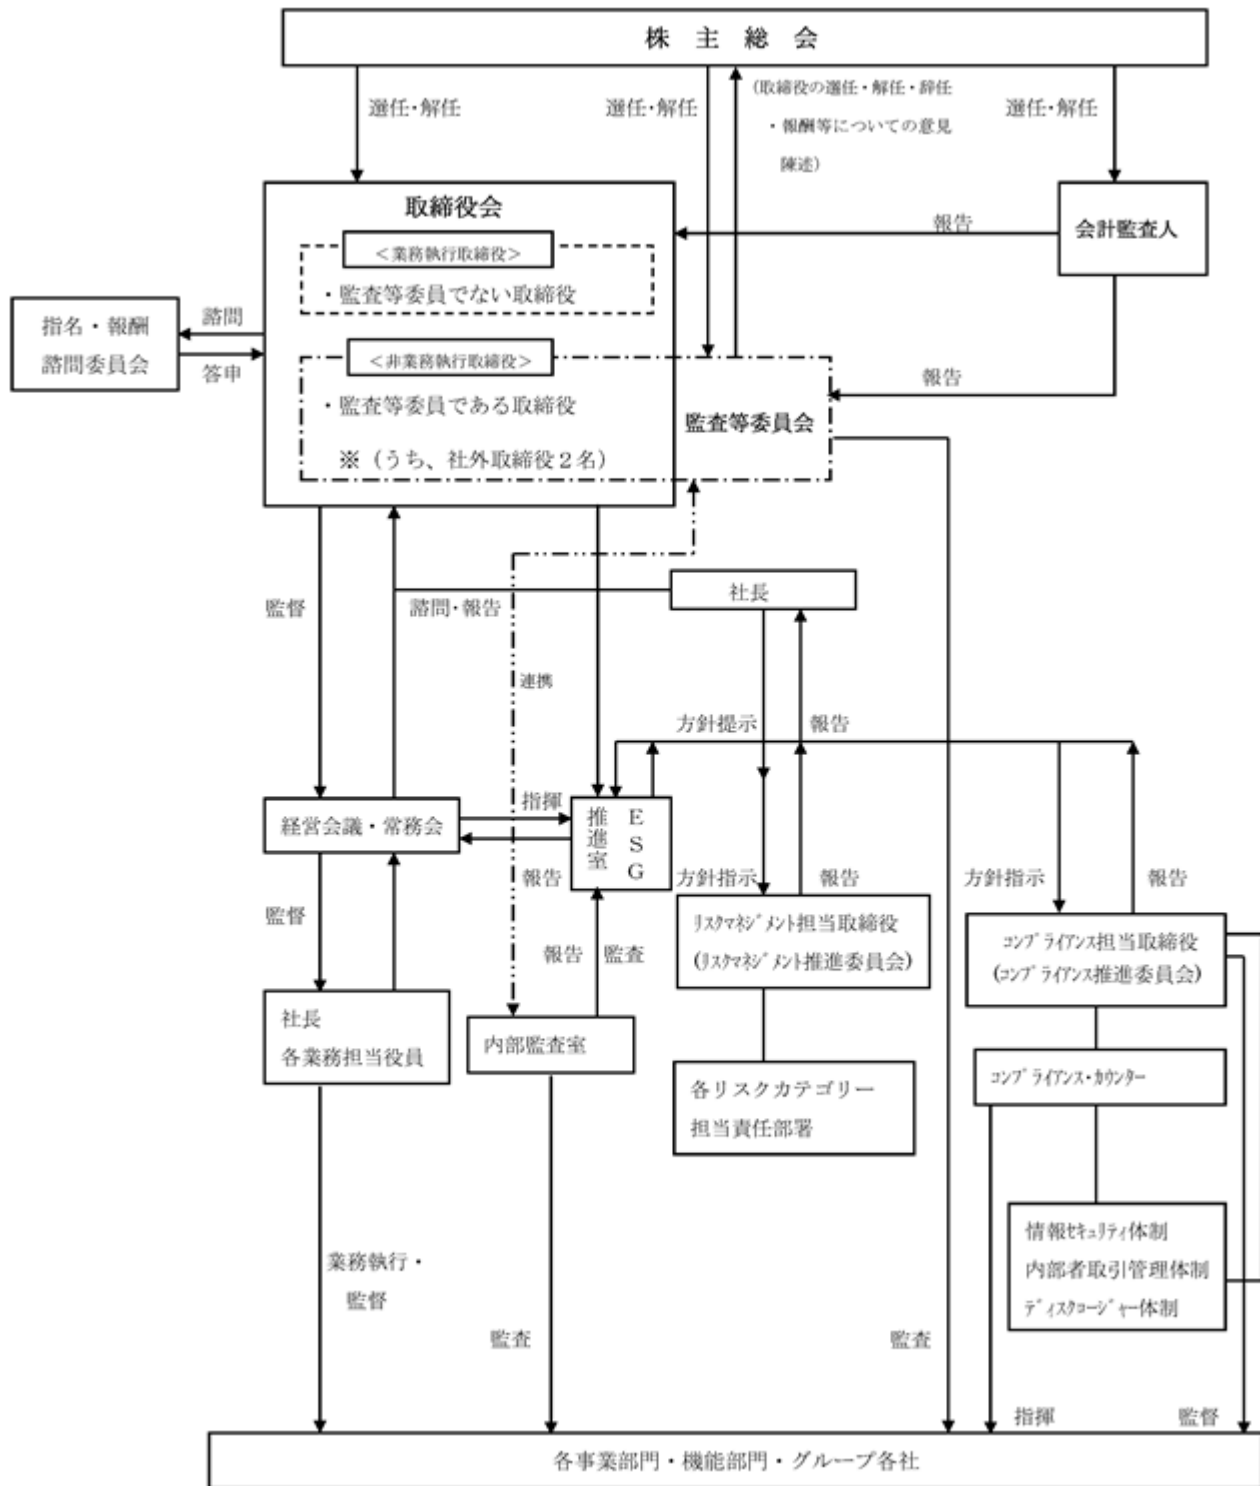 株 主 総 会
選任・解任
選任・解任
(取締役の選任・解任・辞任
・報酬等についての意見
陳述)
選任・解任
取締役会
＜業務執行取締役＞
・監査等委員でない取締役
会計監査人
報告
指名・報酬
諮問委員会
諮問
答申
＜非業務執行取締役＞
・監査等委員である取締役
※（うち、社外取締役２名）
監査等委員会
報告
社長
監督
諮問・報告
連携
方針提示
報告
経営会議・常務会
指揮
報告
ＥＳＧ
推進室
方針指示
報告
方針指示
報告
監督
報告
監査
ﾘｽｸﾏﾈｼﾞﾒﾝﾄ担当取締役
(ﾘｽｸﾏﾈｼﾞﾒﾝﾄ推進委員会)
ｺﾝﾌﾟﾗｲｱﾝｽ担当取締役
(ｺﾝﾌﾟﾗｲｱﾝｽ推進委員会)
社長
各業務担当役員
内部監査室
各リスクカテゴリー
担当責任部署
ｺﾝﾌﾟﾗｲｱﾝｽ・ｶｳﾝﾀｰ
情報ｾｷｭﾘﾃｨ体制
内部者取引管理体制
ﾃﾞｨｽｸﾛｰｼﾞｬｰ体制
業務執行・
監督
監査
監査
指揮
監督
各事業部門・機能部門・グループ各社